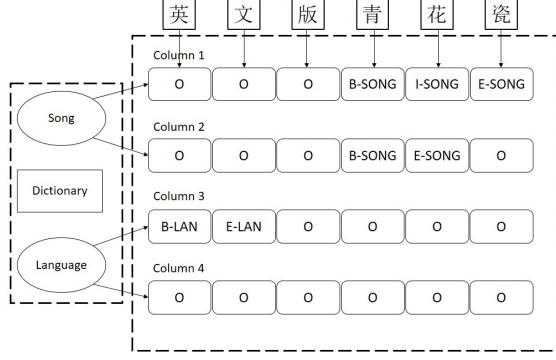 英 文 版 青 花 瓷
Column 1
O O O B-SONG I-SONG E-SONG
Song
Column 2
O O O B-SONG E-SONG O
Dictionary
Column 3
B-LAN E-LAN O O O O
Language
Column 4
O O O O O O